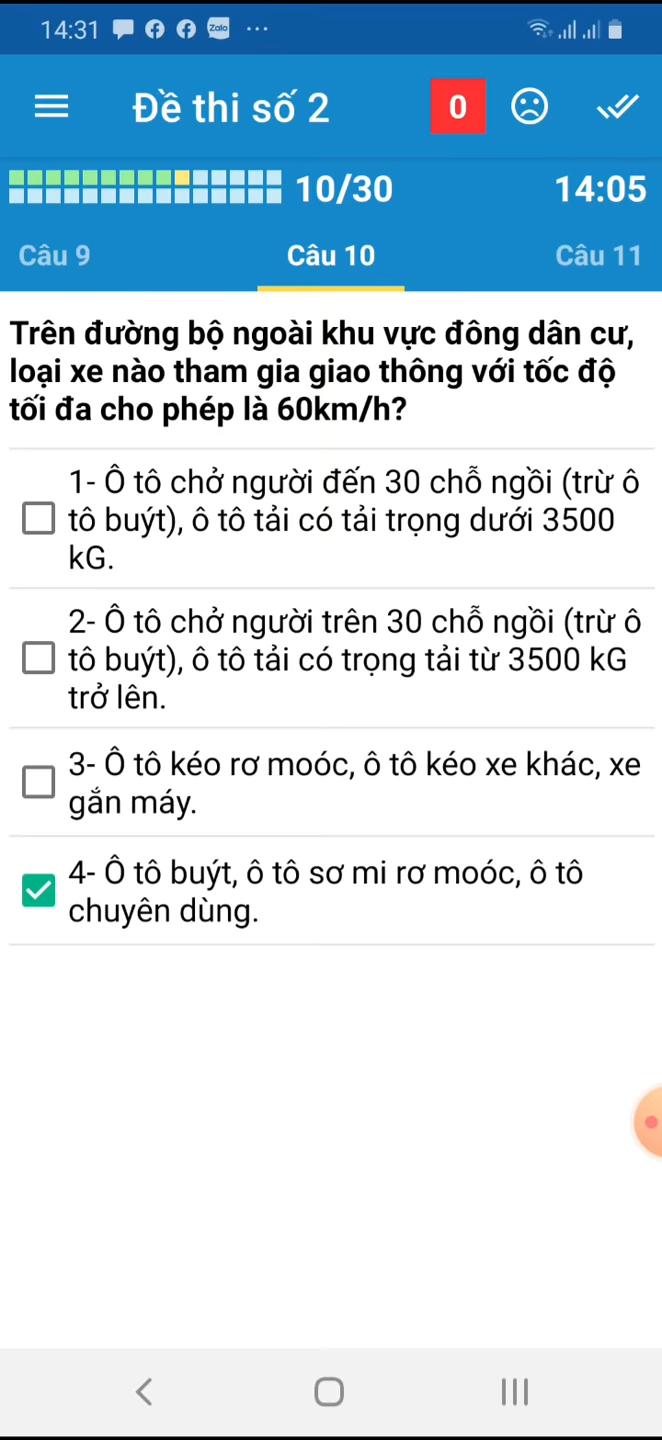 14:31 Zalo ...
Đề thi số 2 0
10/30 14:05
Câu 9 Câu 10 Câu 11
Trên đường bộ ngoài khu vực đông dân cư,
loại xe nào tham gia giao thông với tốc độ
tối đa cho phép là 60km/h?
1- Ô tô chở người đến 30 chỗ ngồi (trừ ô
tô buýt), ô tô tải có tải trọng dưới 3500
kG.
2- Ô tô chở người trên 30 chỗ ngồi (trừ ô
tô buýt), ô tô tải có trọng tải từ 3500 kG
trở lên.
3- Ô tô kéo rơ moóc, ô tô kéo xe khác, xe
gắn máy.
4- Ô tô buýt, ô tô sơ mi rơ moóc, ô tô
chuyên dùng.